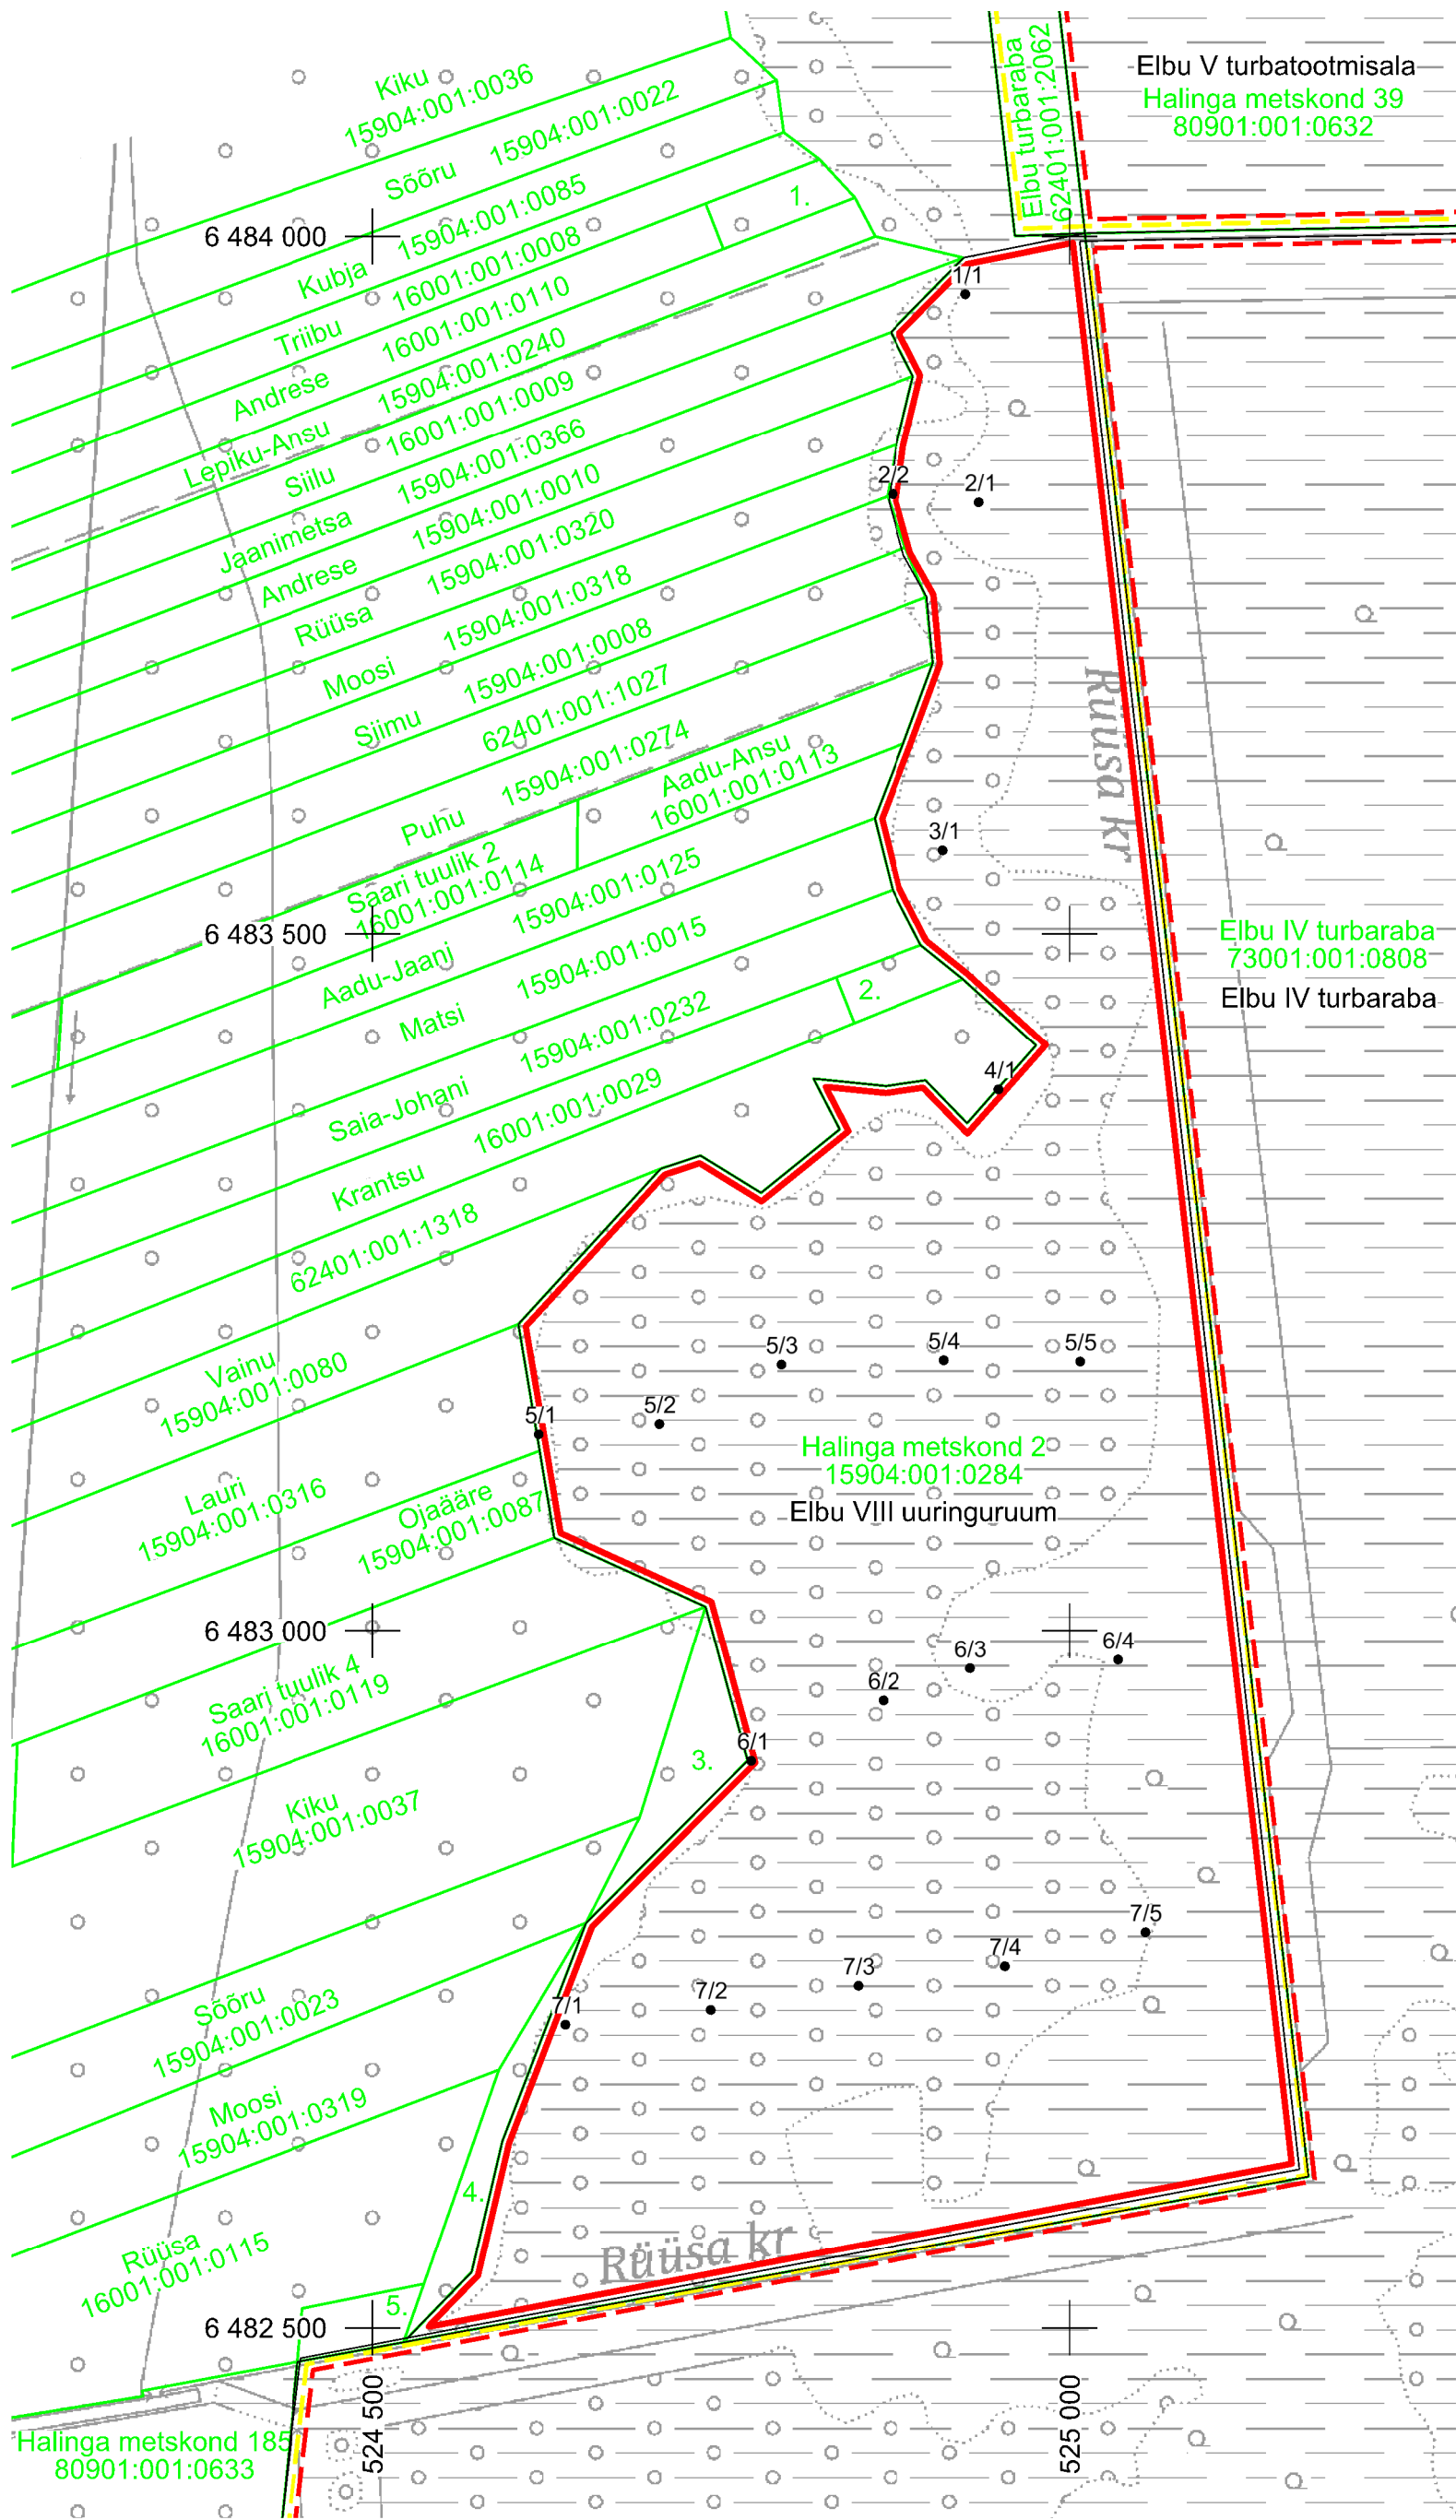 Kiku
15904:001:0036
Sõõru 15904:001:0022
Kubja 15904:001:0085
Triibu 16001:001:0008
Andrese 16001:001:0110
Lepiku-Ansu 15904:001:0240
Siilu 16001:001:0009
Jaanimetsa 15904:001:0366
Andrese 15904:001:0010
Rüüsa 15904:001:0320
Moosi 15904:001:0318
Sjimu 15904:001:0008
62401:001:1027
Puhu 15904:001:0274
Aadu-Ansu
16001:001:0113
Saari tuulik 2
16001:001:0114
Aadu-Jaani 15904:001:0125
Matsi 15904:001:0015
Saia-Johani 15904:001:0232
Krantsu 16001:001:0029
62401:001:1318
Vainu
15904:001:0080
Lauri
15904:001:0316
Ojaääre
15904:001:0087
Saari tuulik 4
16001:001:0119
Kiku
15904:001:0037
Sõõru
15904:001:0023
Moosi
15904:001:0319
Rüüsa
16001:001:0115
Halinga metskond 185
80901:001:0633
Elbu turbaraba
62401:001:2062
Elbu V turbatootmisala
Halinga metskond 39
80901:001:0632
Elbu IV turbaraba
73001:001:0808
Elbu IV turbaraba
Halinga metskond 2
15904:001:0284
Elbu VIII uuringuruum
Rüüsa kr
Rüüsa kr
1.
2.
3.
4.
5.
1/1
2/2
2/1
3/1
4/1
5/1
5/2
5/3
5/4
5/5
6/1
6/2
6/3
6/4
7/1
7/2
7/3
7/4
7/5
6 484 000
6 483 500
6 483 000
6 482 500
524 500
525 000